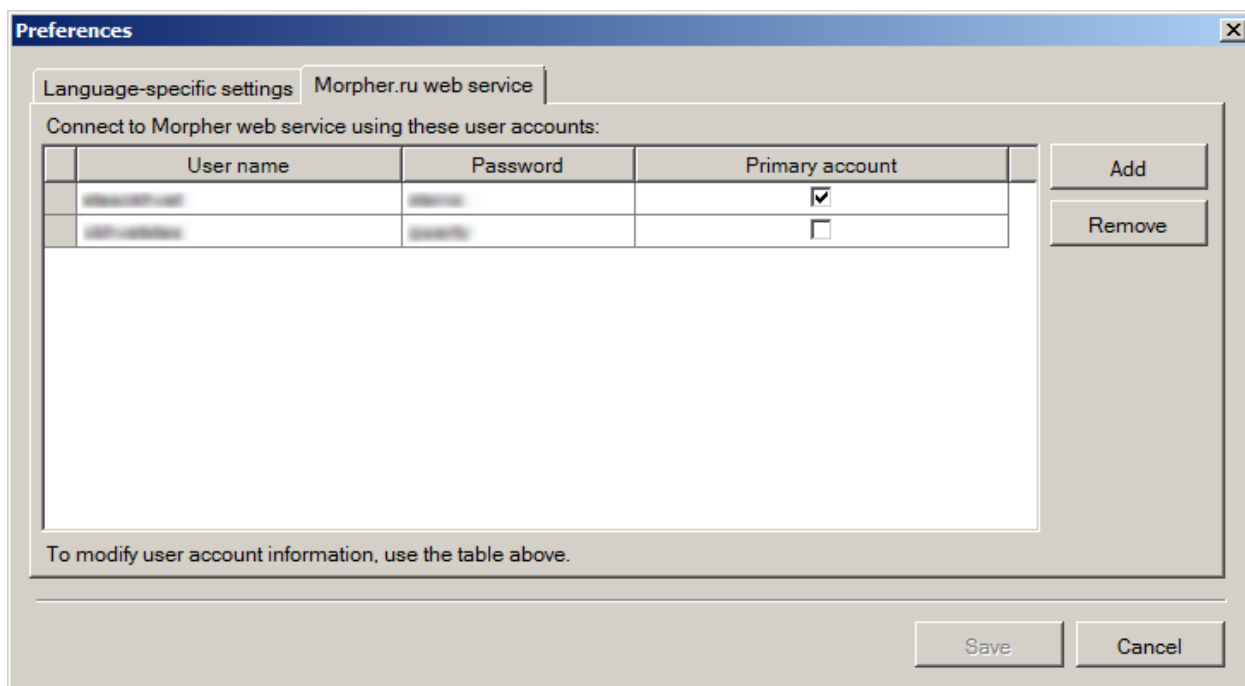 Preferences
Language-specific settings
Morpher.ru web service
Connect to Morpher web service using these user accounts:
User name Password Primary account
Add
Remove
To modify user account information, use the table above.
Save Cancel